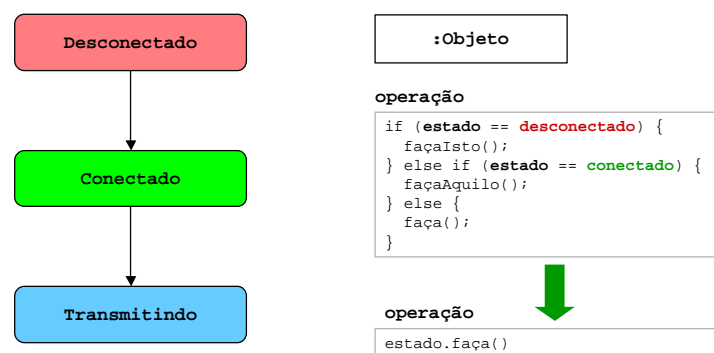 Desconectado
Conectado
Transmitindo
:Objeto
operação
if (estado == desconectado) {
façaIsto();
} else if (estado == conectado) {
façaAquilo();
} else {
faça();
}
operação
estado.faça()